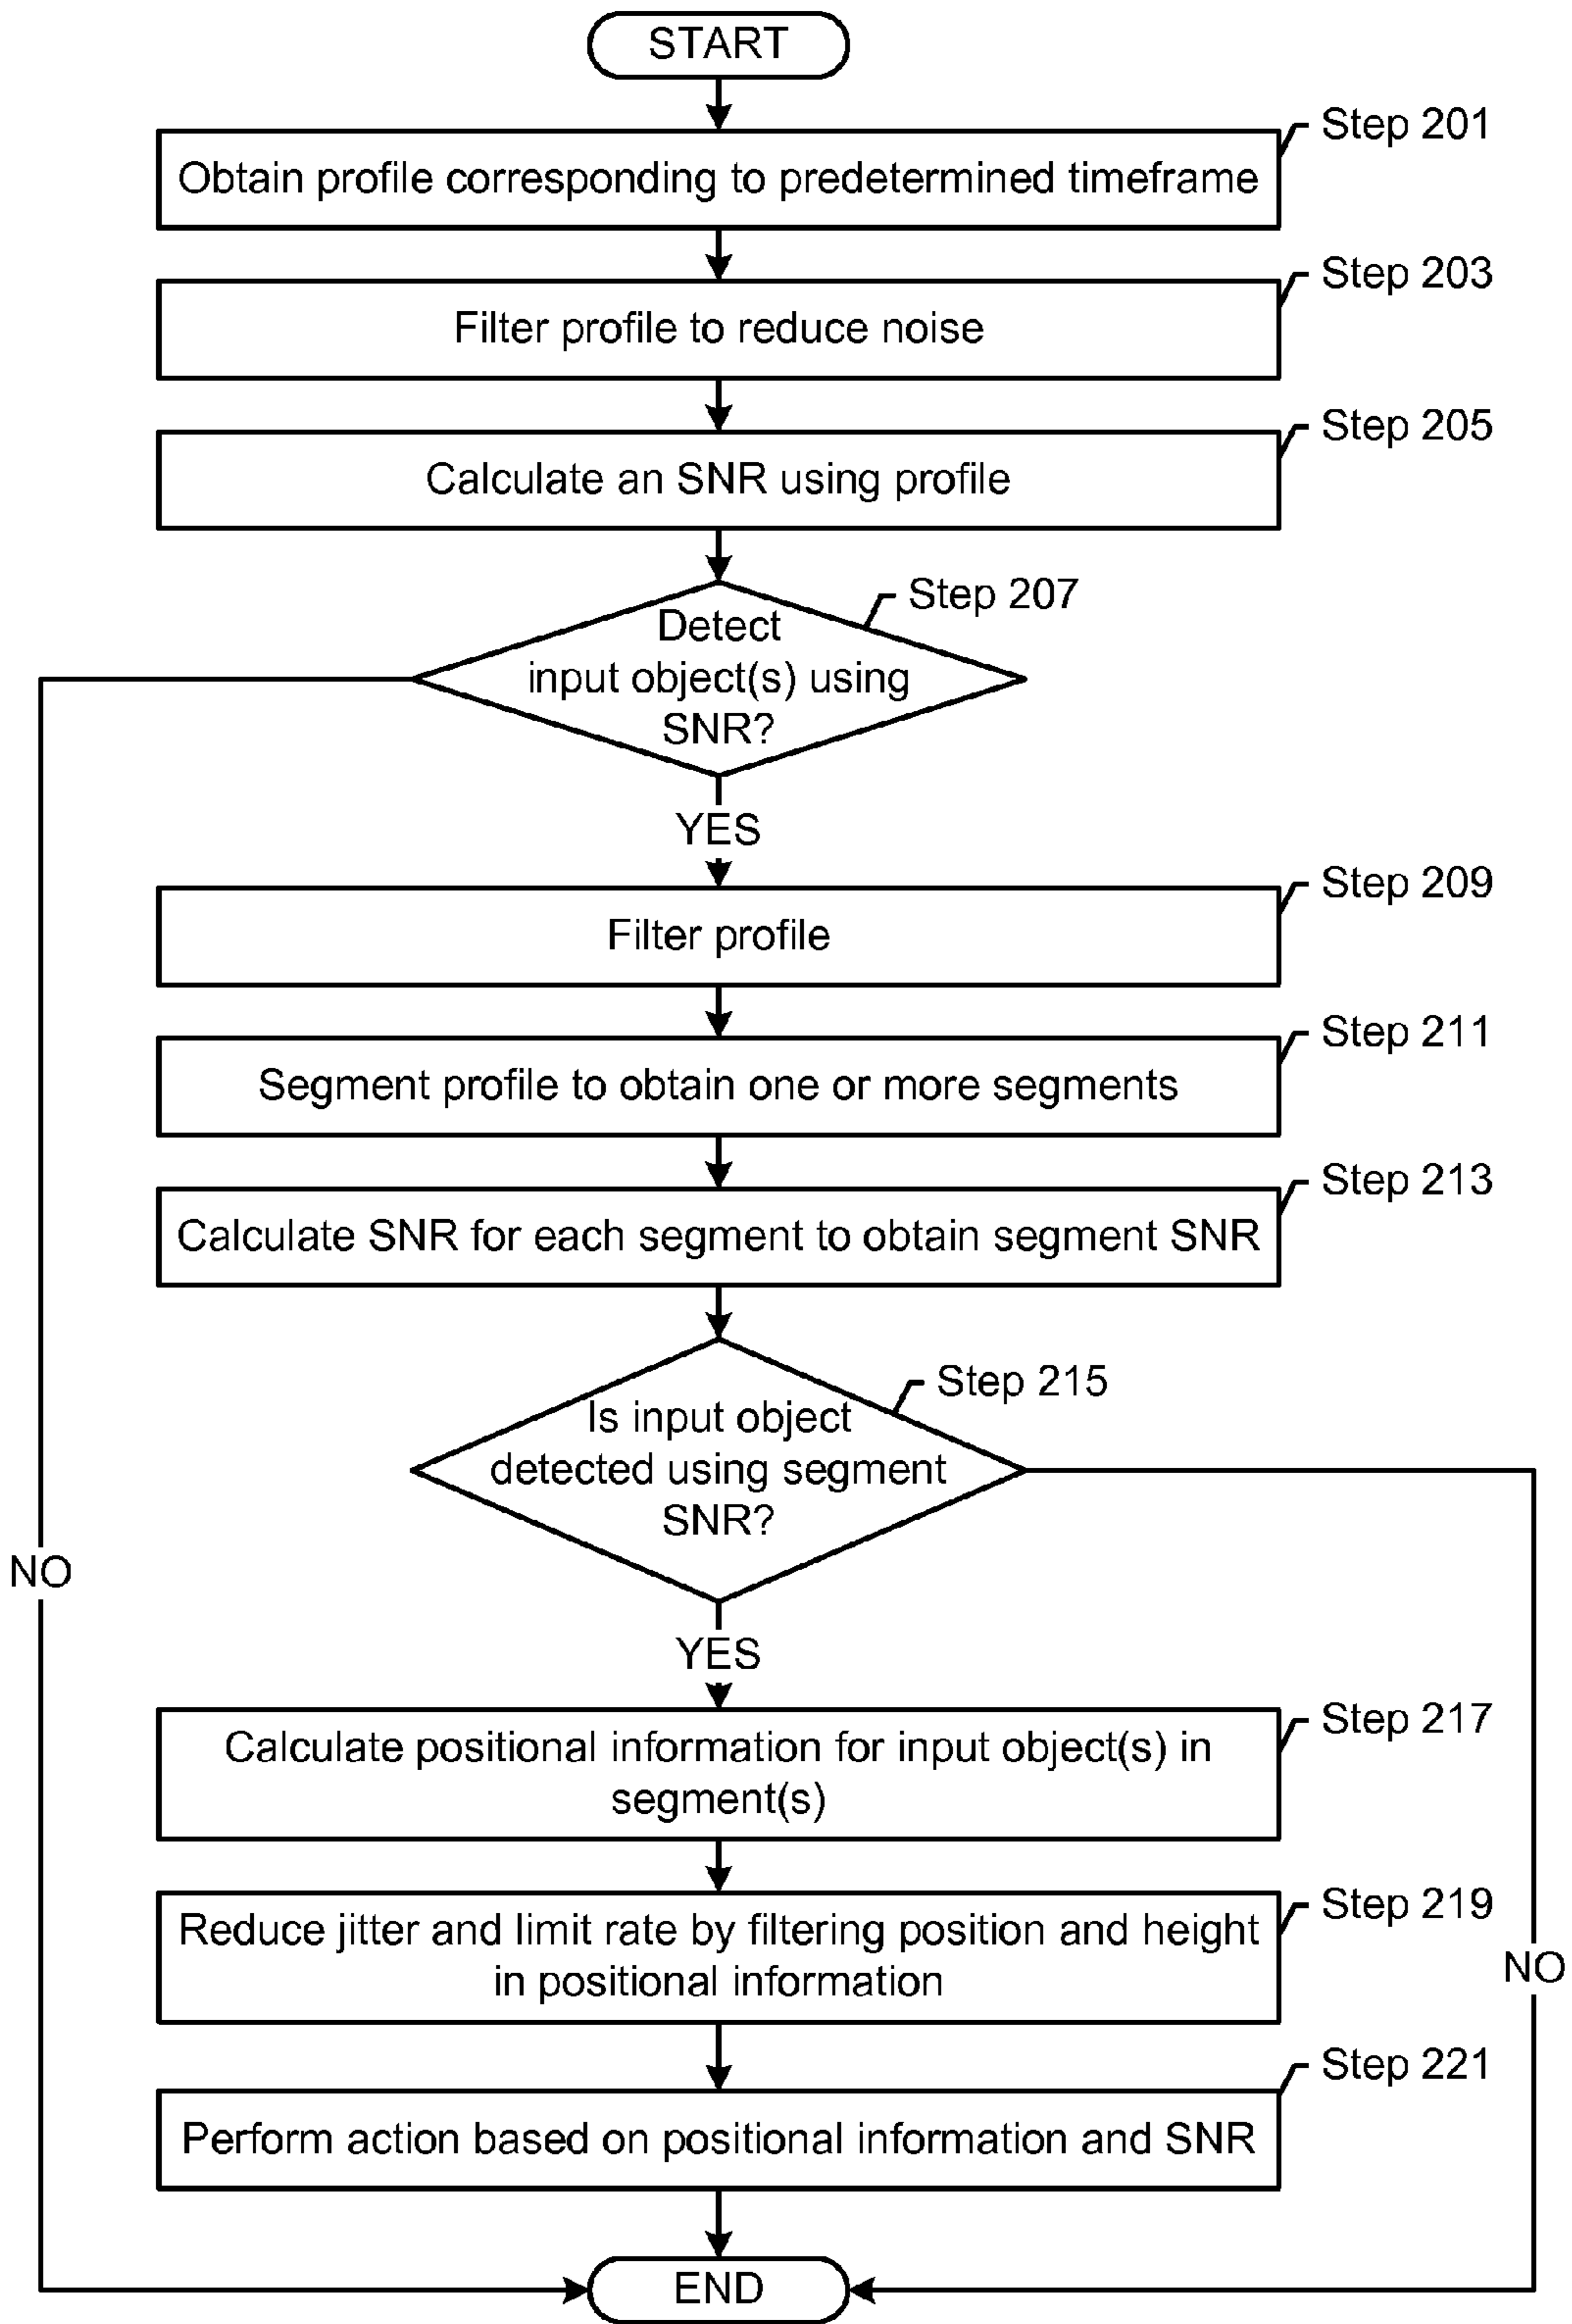 START
Step 201
Obtain profile corresponding to predetermined timeframe
Step 203
Filter profile to reduce noise
Step 205
Calculate an SNR using profile
Step 207
Detect
input object(s) using
SNR?
YES
Step 209
Filter profile
Step 211
Segment profile to obtain one or more segments
Step 213
Calculate SNR for each segment to obtain segment SNR
Step 215
Is input object
detected using segment
SNR?
NO
YES
Step 217
Calculate positional information for input object(s) in
segment(s)
Step 219
Reduce jitter and limit rate by filtering position and height
in positional information
NO
Step 221
Perform action based on positional information and SNR
END